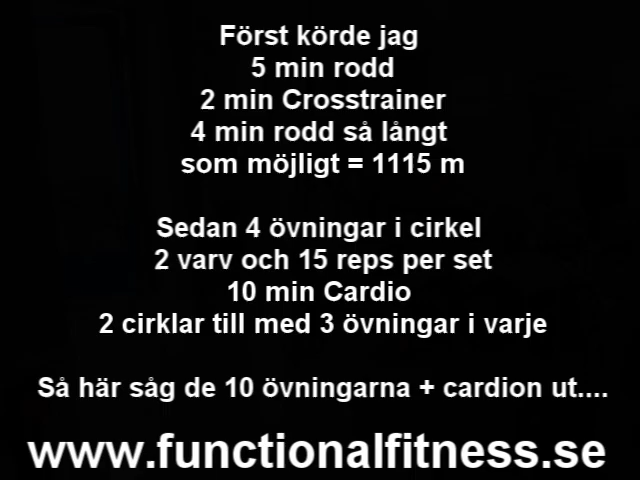 Först körde jag
5 min rodd
2 min Crosstrainer
4 min rodd så långt
som möjligt = 1115 m
Sedan 4 övningar i cirkel
2 varv och 15 reps per set
10 min Cardio
2 cirklar till med 3 övningar i varje
Så här såg de 10 övningarna + cardion ut....
www.functionalfitness.se